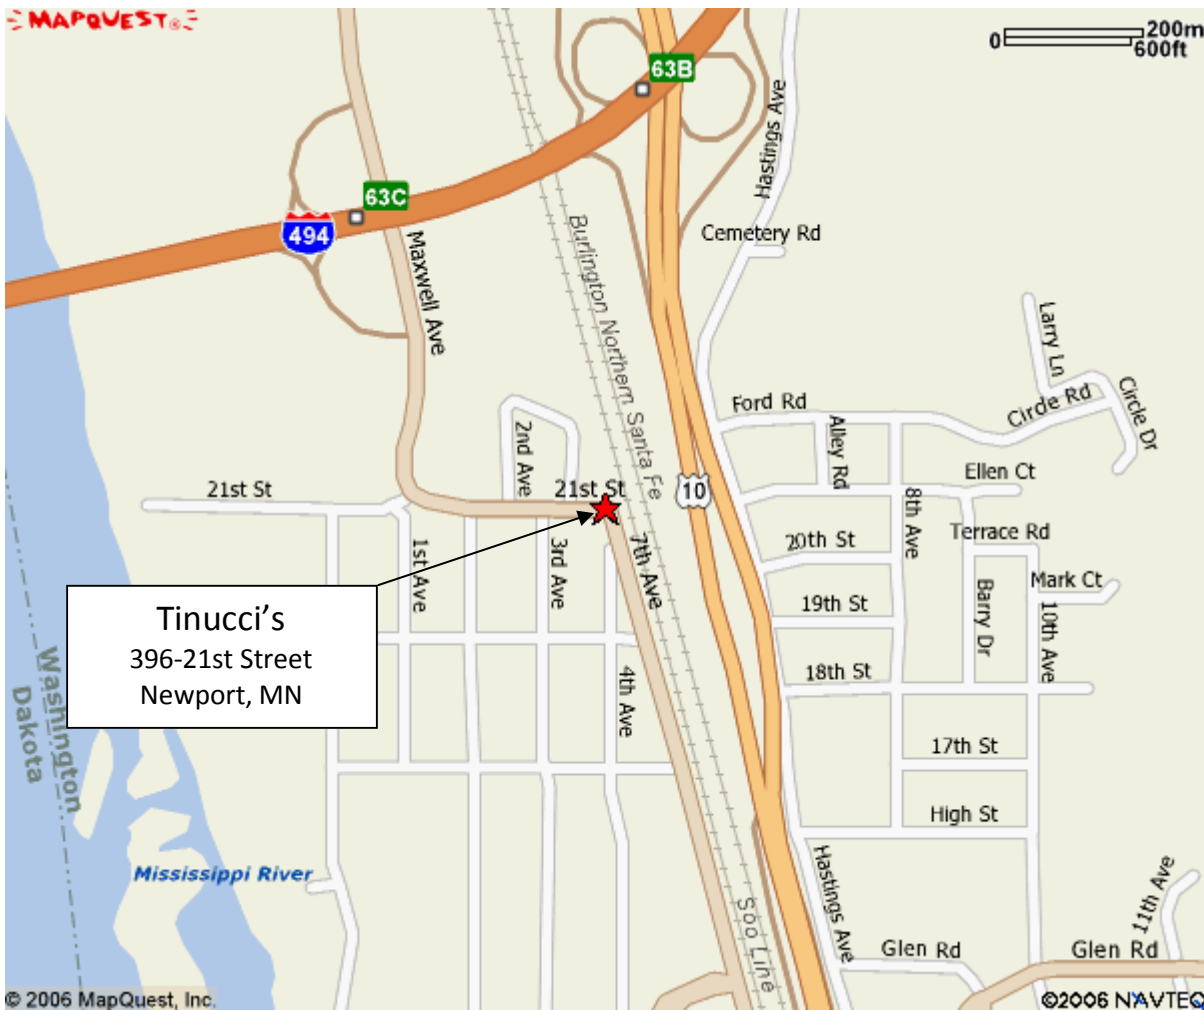 MAPQUEST®
0
200m
600ft
63B
63C
494
Hastings Ave
Cemetery Rd
Maxwell Ave
Burlington Northern Santa Fe
Larry Ln
Circle Rd
Circle Dr
Ford Rd
Alley Rd
2nd Ave
21st St
21st St
10
Ellen Ct
8th Ave
Terrace Rd
1st Ave
3rd Ave
7th Ave
20th St
Mark Ct
Barry Dr
10th Ave
19th St
Tinucci's
396-21st Street
Newport, MN
4th Ave
18th St
Washington
Dakota
17th St
High St
Mississippi River
Hastings Ave
Soo Line
11th Ave
Glen Rd
Glen Rd
© 2006 MapQuest, Inc.
©2006 NAVTEQ